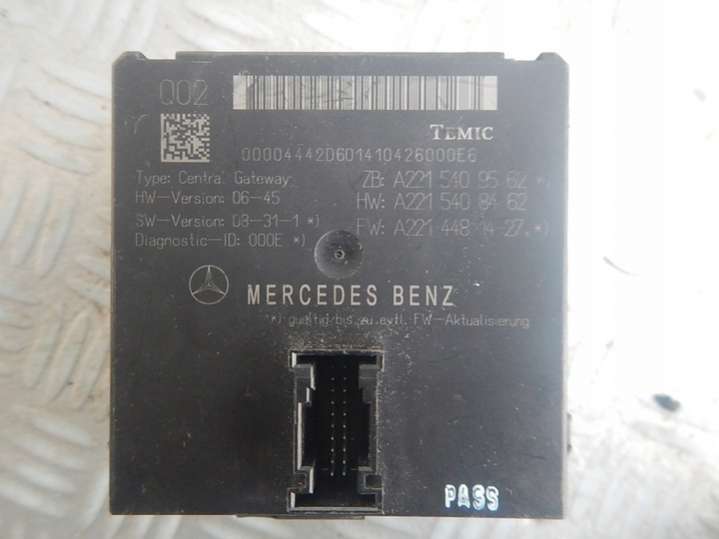 Q02
TEMIC
00004442D601410426000E6
Type: Central Gateway
ZB: A221 540 95 62 *)
HW-Version: 06-45
HW: A221 540 84 62
SW-Version: 08-31-1 *)
FW: A221 448 14 27 *)
Diagnostic-ID: 000E *)
MERCEDES BENZ
*) gueltig bis zu evtl. FW-Aktualisierung
PASS